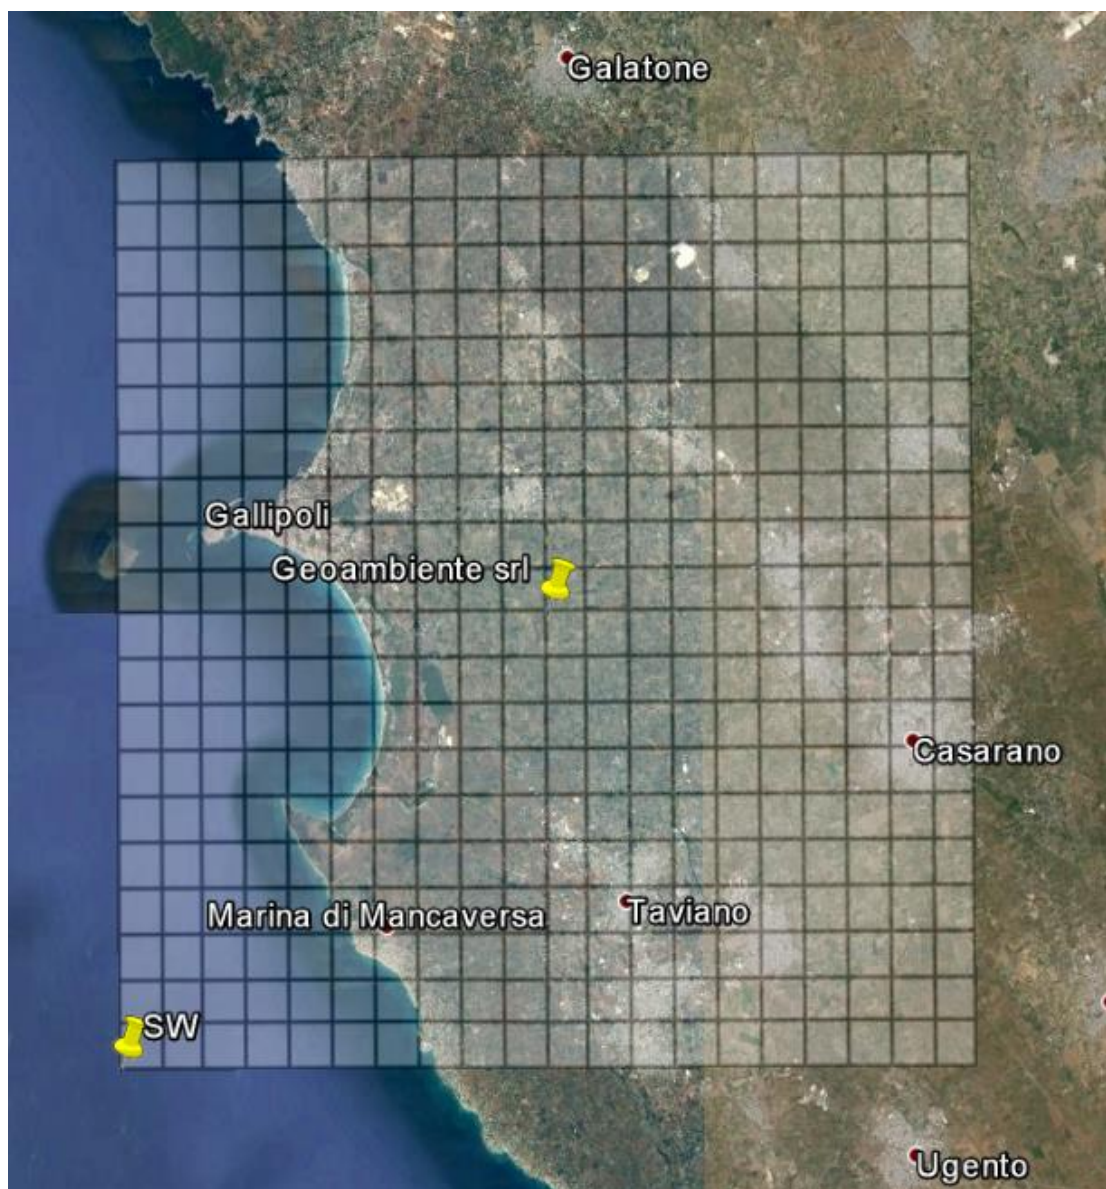 Galatone
Gallipoli
Geoambiente srl
Casarano
Marina di Mancaversa
Taviano
SW
Ugento